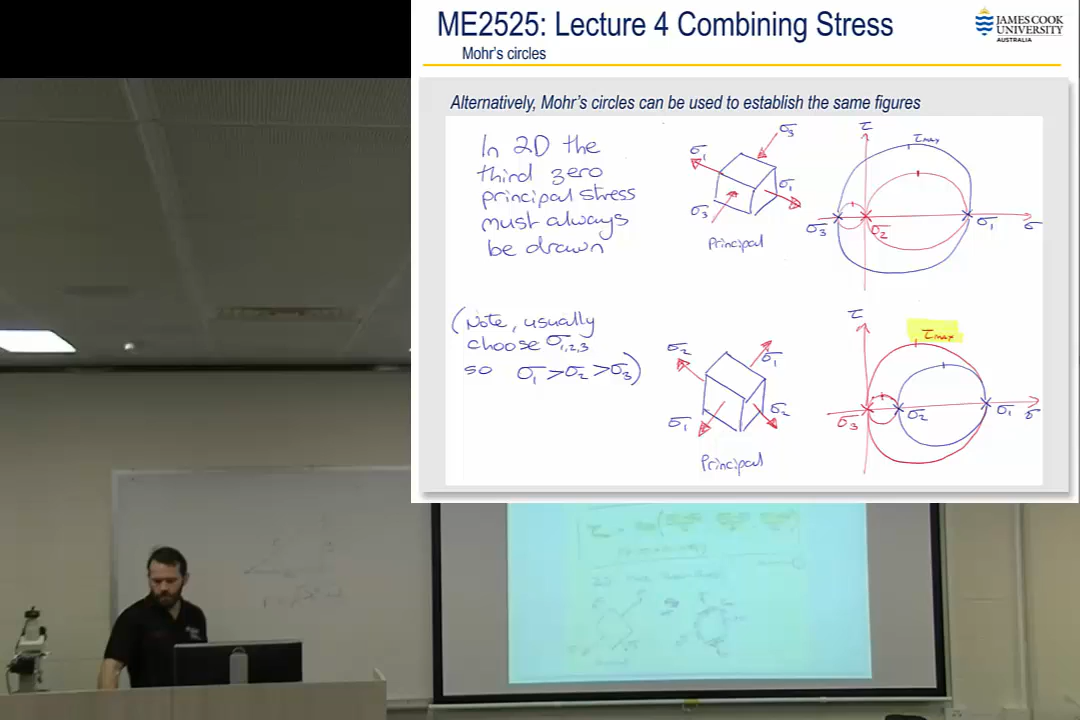 ME2525: Lecture 4 Combining Stress
Mohr's circles
JAMES COOK
UNIVERSITY
AUSTRALIA
Alternatively, Mohr's circles can be used to establish the same figures
In 2D the
third zero
principal stress
must always
be drawn
σ3
σ1
σ1
σ3
Principal
τ
τmax
σ3
σ2
σ1
σ
(Note, usually
choose σ1,2,3
so σ1>σ2>σ3)
σ2
σ1
σ1
σ2
Principal
τ
τmax
σ3
σ2
σ1
σ